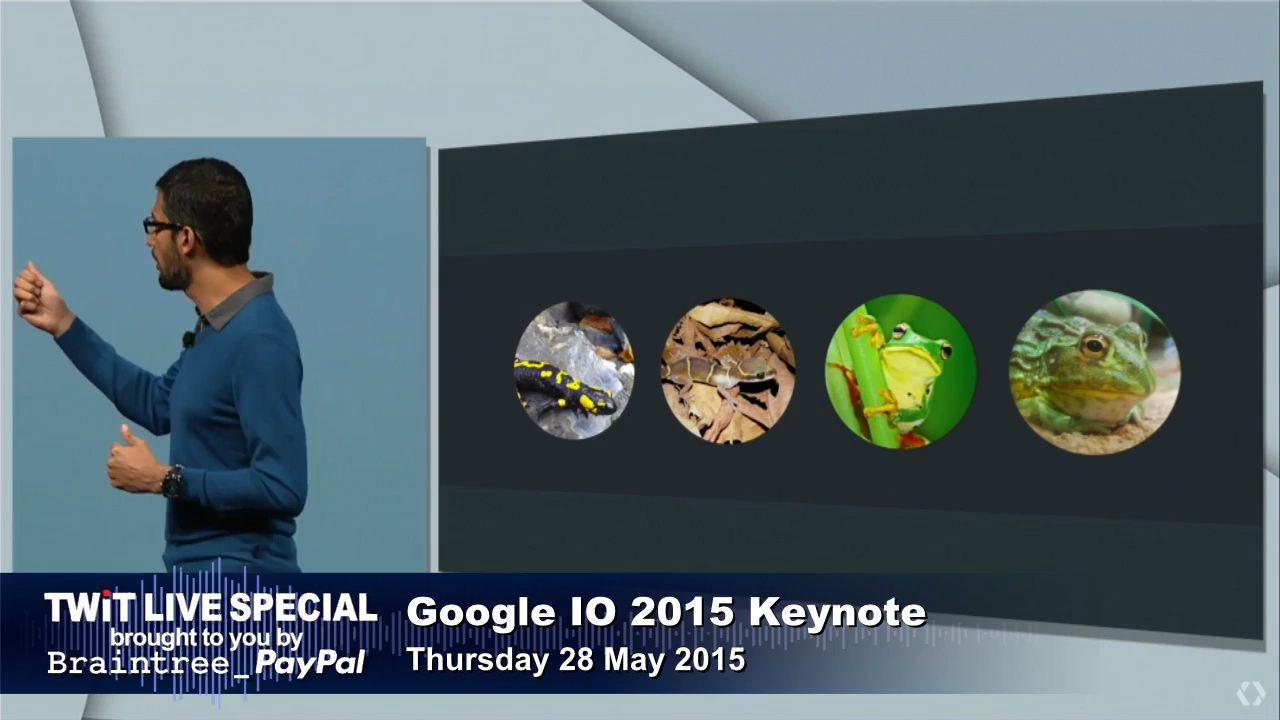 TWiT LIVE SPECIAL
brought to you by
Braintree_PayPal
Google IO 2015 Keynote
Thursday 28 May 2015